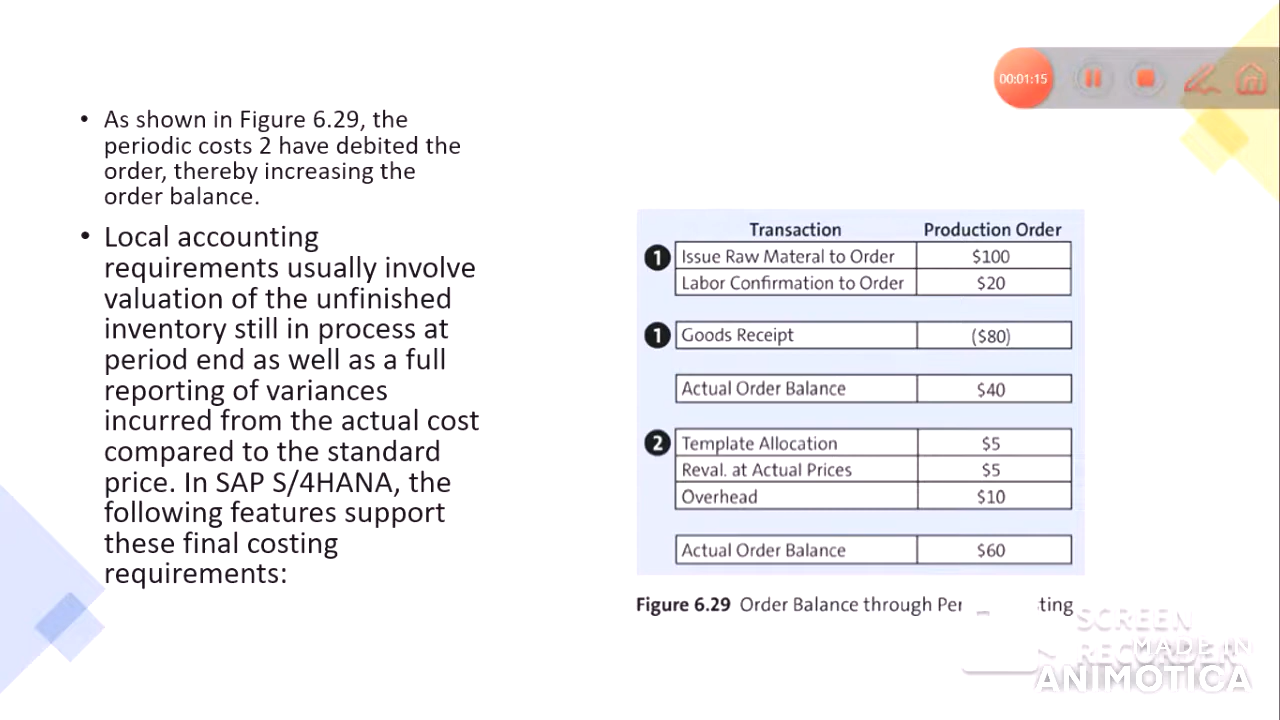 00:01:15
• As shown in Figure 6.29, the
periodic costs 2 have debited the
order, thereby increasing the
order balance.
• Local accounting
requirements usually involve
valuation of the unfinished
inventory still in process at
period end as well as a full
reporting of variances
incurred from the actual cost
compared to the standard
price. In SAP S/4HANA, the
following features support
these final costing
requirements:
Transaction Production Order
1 Issue Raw Materal to Order $100
Labor Confirmation to Order $20
1 Goods Receipt ($80)
Actual Order Balance $40
2 Template Allocation $5
Reval. at Actual Prices $5
Overhead $10
Actual Order Balance $60
Figure 6.29 Order Balance through
SCREEN
RECORDER
MADE IN
ANIMOTICA